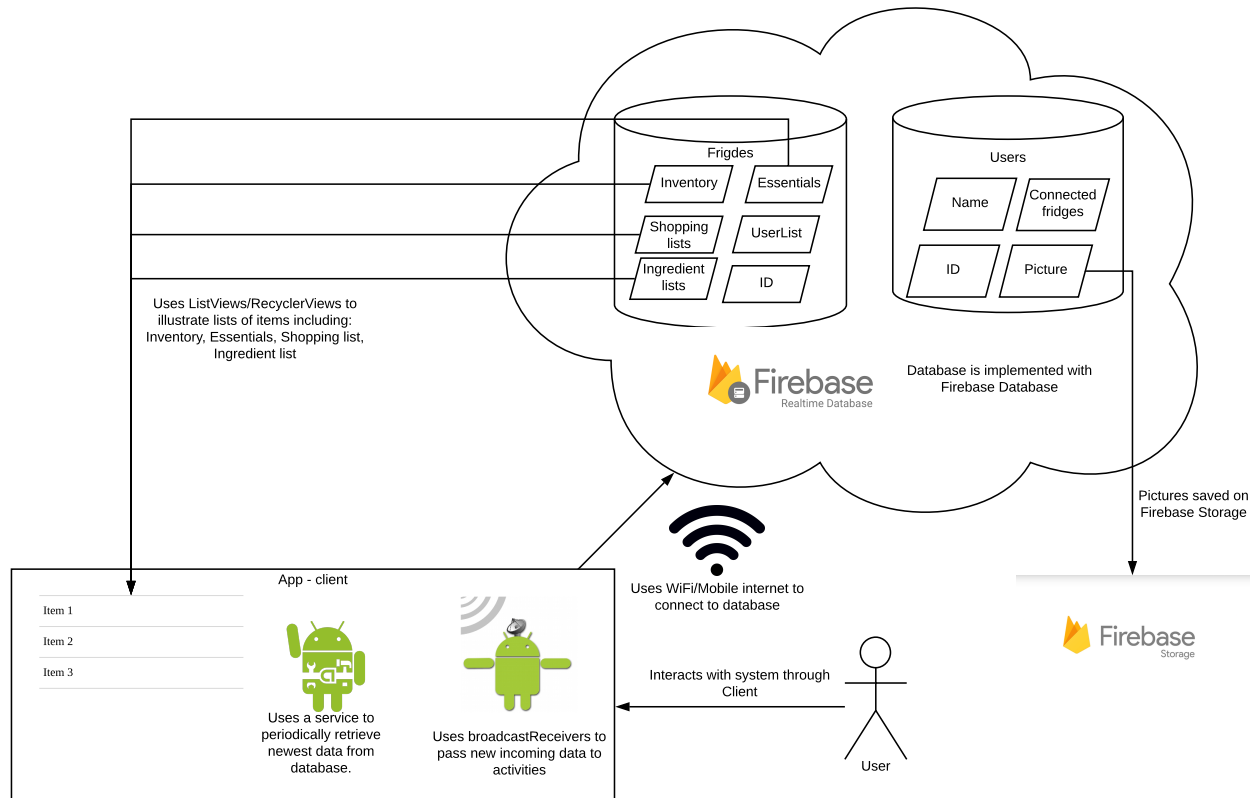 Frigdes
Inventory
Essentials
Shopping
lists
UserList
Ingredient
lists
ID
Users
Name
Connected
fridges
ID
Picture
Uses ListViews/RecyclerViews to
illustrate lists of items including:
Inventory, Essentials, Shopping list,
Ingredient list
Firebase
Realtime Database
Database is implemented with
Firebase Database
Pictures saved on
Firebase Storage
App - client
Item 1
Item 2
Item 3
Uses a service to
periodically retrieve
newest data from
database.
Uses broadcastReceivers to
pass new incoming data to
activities
Uses WiFi/Mobile internet to
connect to database
Interacts with system through
Client
User
Firebase
Storage